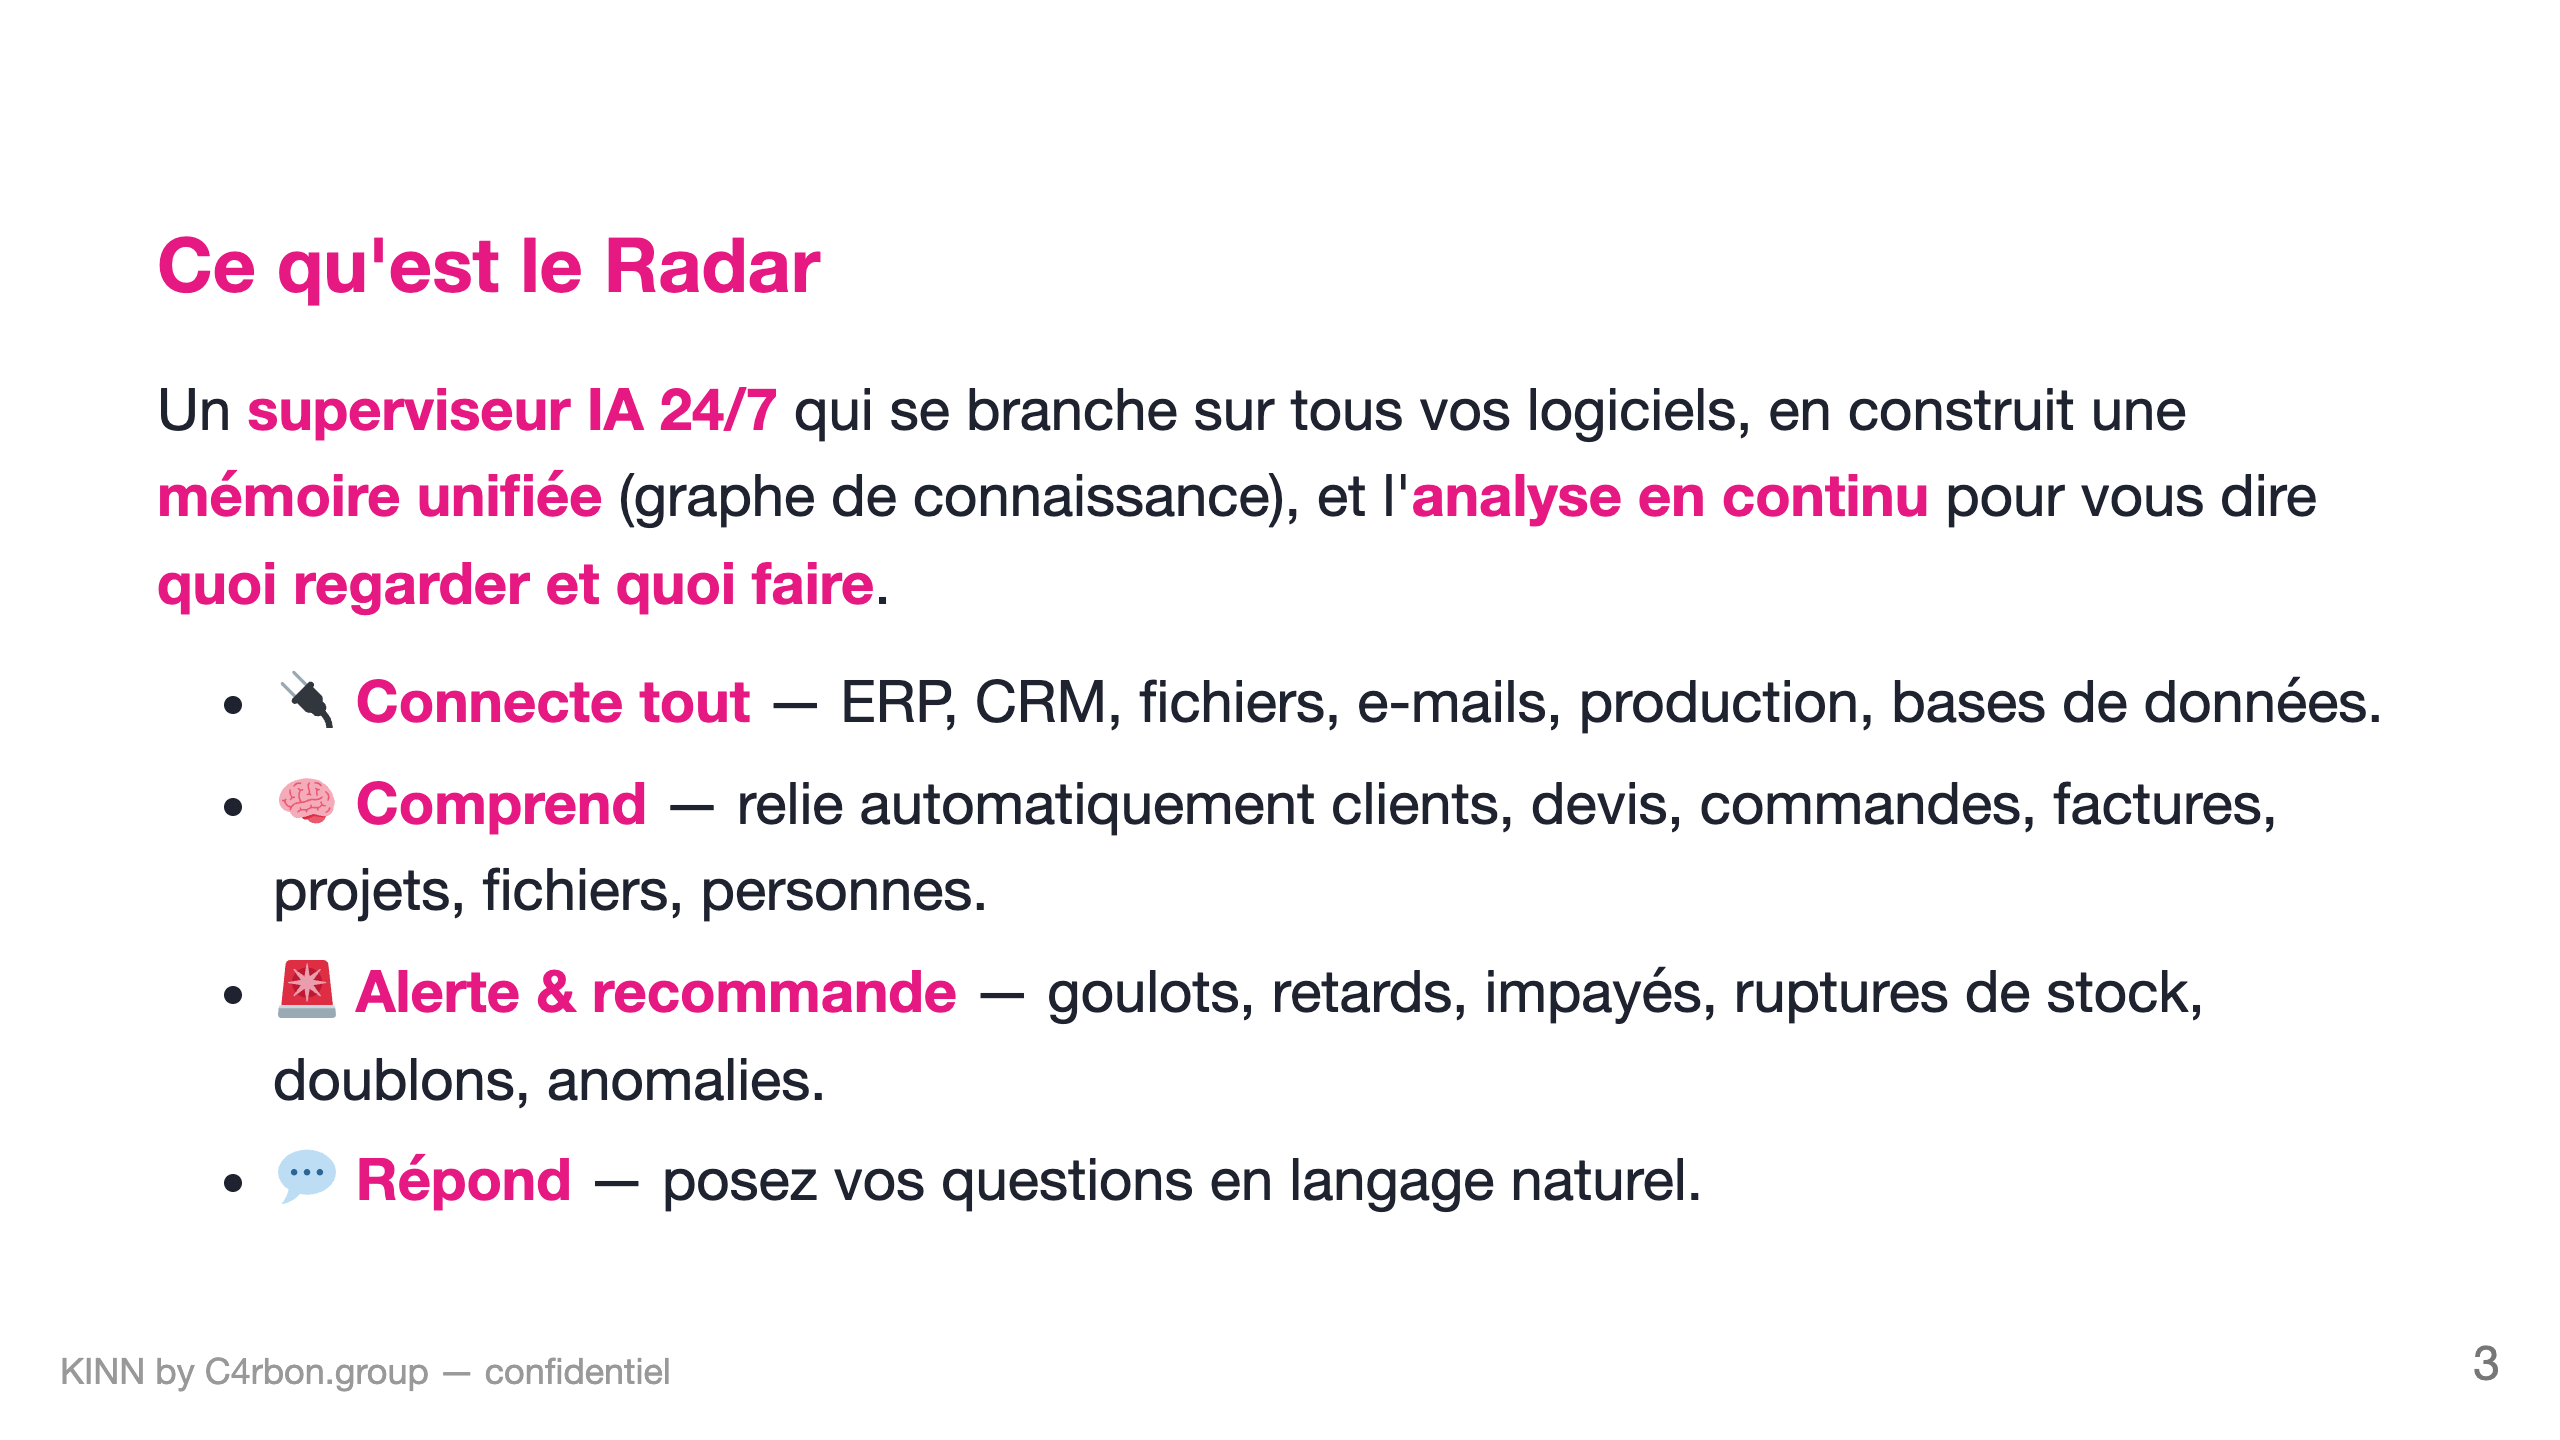 Ce qu'est le Radar
Un superviseur IA 24/7 qui se branche sur tous vos logiciels, en construit une
mémoire unifiée (graphe de connaissance), et l'analyse en continu pour vous dire
quoi regarder et quoi faire.
• 🔌 Connecte tout — ERP, CRM, fichiers, e-mails, production, bases de données.
• 🧠 Comprend — relie automatiquement clients, devis, commandes, factures,
projets, fichiers, personnes.
• 🚨 Alerte & recommande — goulots, retards, impayés, ruptures de stock,
doublons, anomalies.
• 💬 Répond — posez vos questions en langage naturel.
KINN by C4rbon.group — confidentiel
3